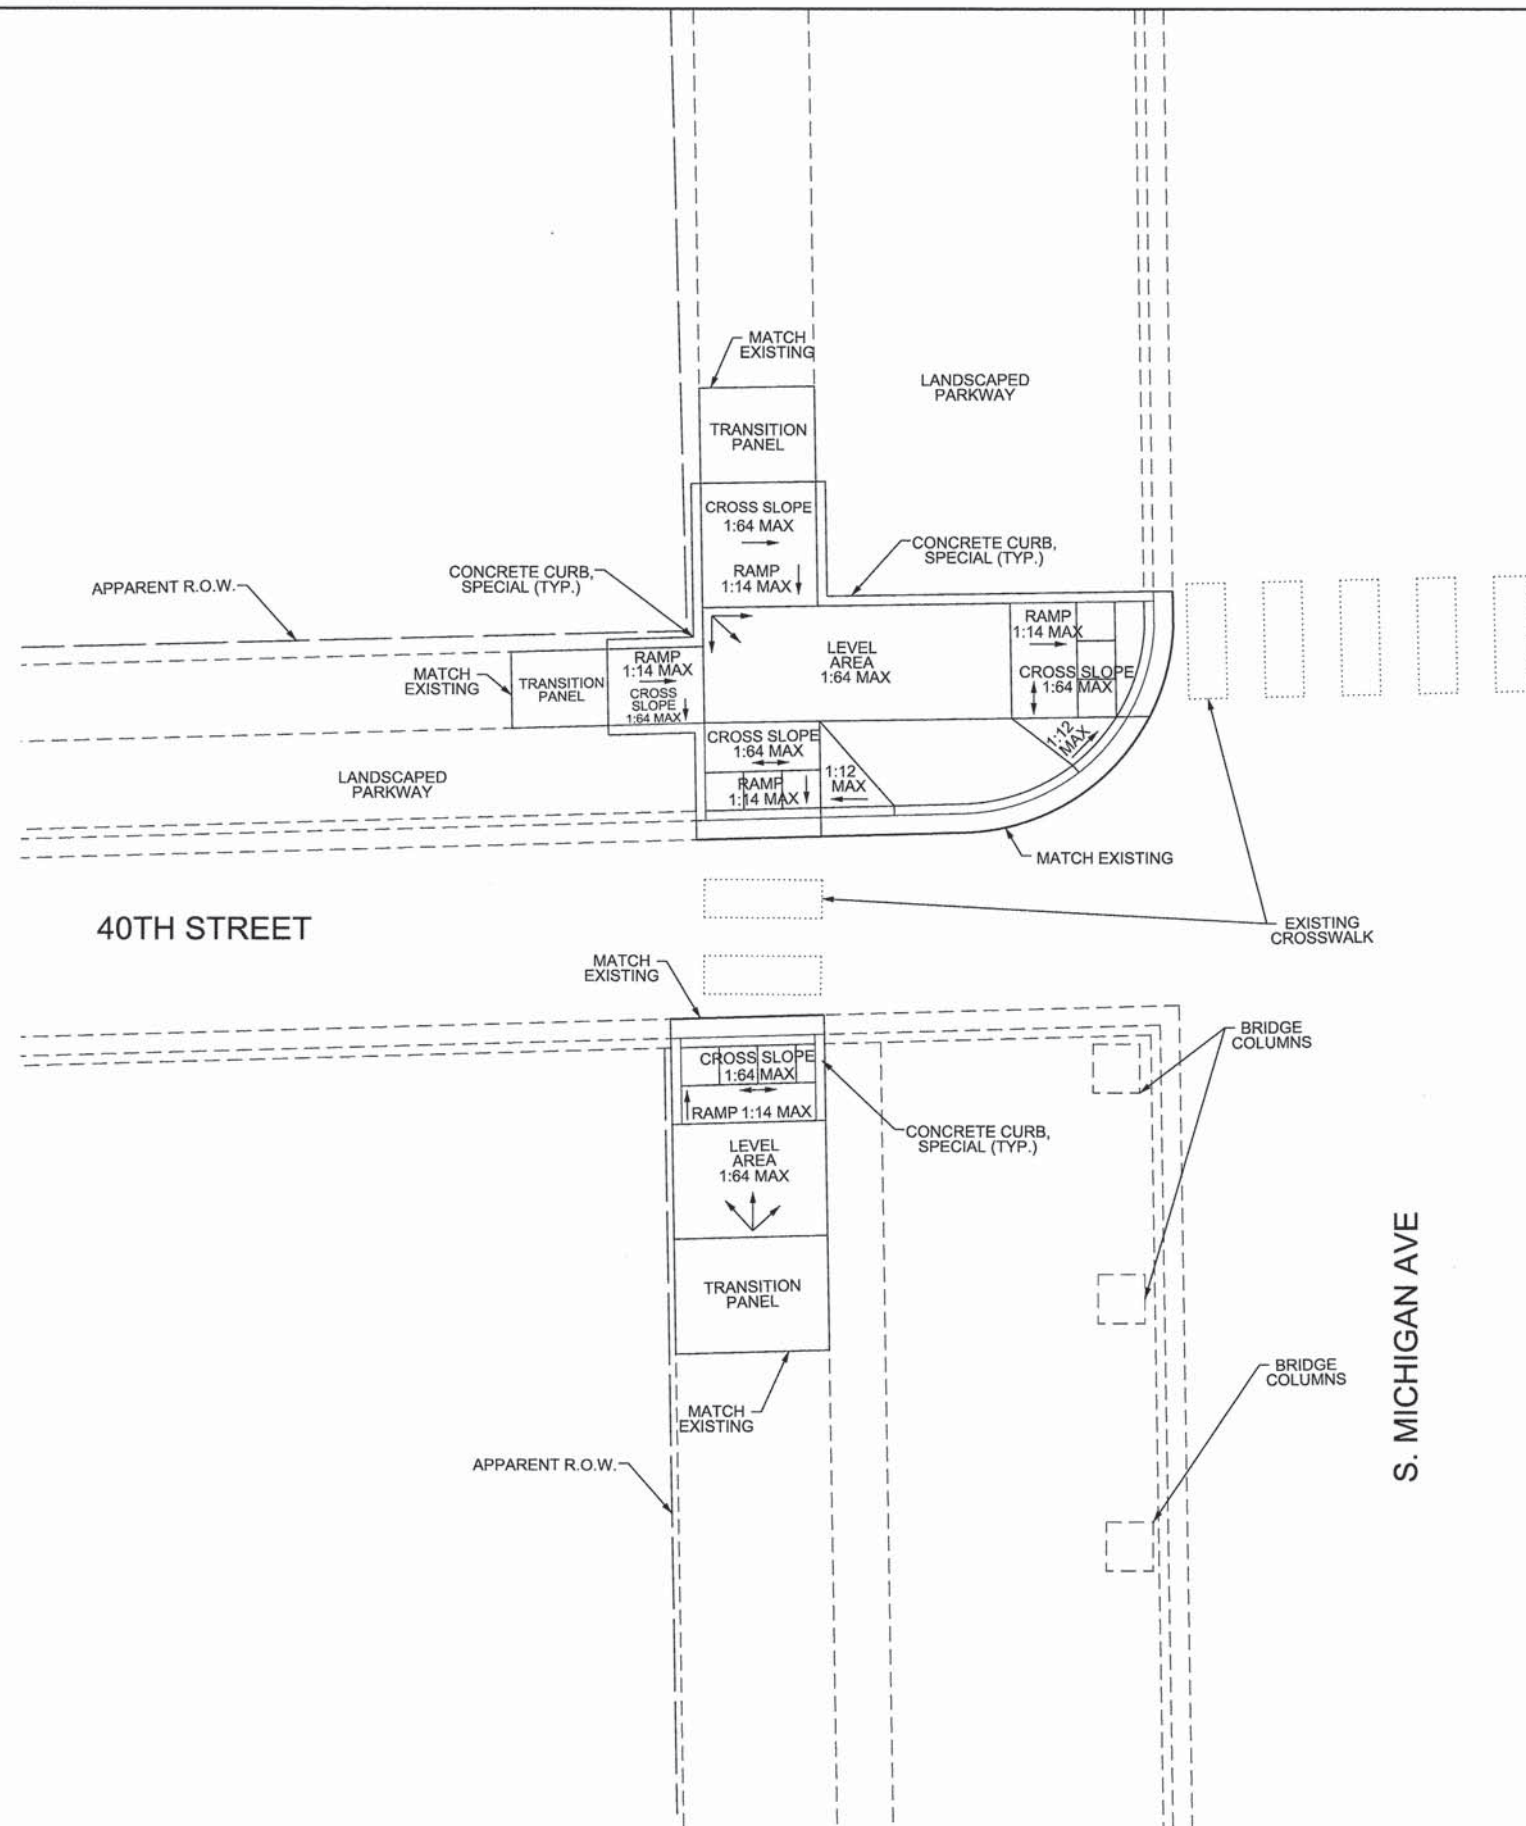 MATCH
EXISTING
LANDSCAPED
PARKWAY
TRANSITION
PANEL
CROSS SLOPE
1:64 MAX
RAMP
1:14 MAX
CONCRETE CURB,
SPECIAL (TYP.)
CONCRETE CURB,
SPECIAL (TYP.)
APPARENT R.O.W.
MATCH
EXISTING
TRANSITION
PANEL
RAMP
1:14 MAX
CROSS
SLOPE
1:64 MAX
LEVEL
AREA
1:64 MAX
RAMP
1:14 MAX
CROSS SLOPE
1:64 MAX
1:12
MAX
CROSS SLOPE
1:64 MAX
RAMP
1:14 MAX
1:12
MAX
LANDSCAPED
PARKWAY
MATCH EXISTING
40TH STREET
EXISTING
CROSSWALK
MATCH
EXISTING
BRIDGE
COLUMNS
CROSS SLOPE
1:64 MAX
RAMP 1:14 MAX
CONCRETE CURB,
SPECIAL (TYP.)
LEVEL
AREA
1:64 MAX
TRANSITION
PANEL
S. MICHIGAN AVE
BRIDGE
COLUMNS
MATCH
EXISTING
APPARENT R.O.W.